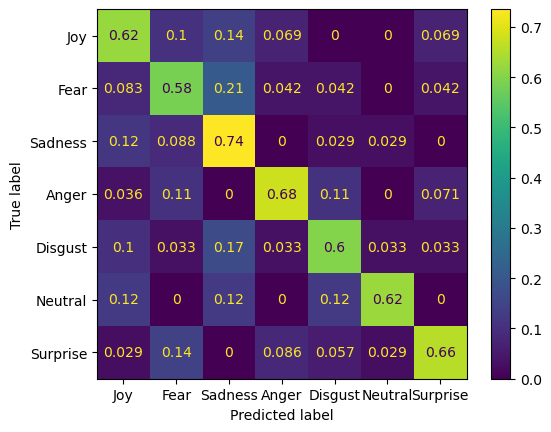 Joy 0.62 0.1 0.14 0.069 0 0 0.069
Fear 0.083 0.58 0.21 0.042 0.042 0 0.042
Sadness 0.12 0.088 0.74 0 0.029 0.029 0
Anger 0.036 0.11 0 0.68 0.11 0 0.071
Disgust 0.1 0.033 0.17 0.033 0.6 0.033 0.033
Neutral 0.12 0 0.12 0.12 0.62 0
Surprise 0.029 0.14 0 0.086 0.057 0.029 0.66
Joy Fear Sadness Anger Disgust Neutral Surprise
Predicted label
True label
0.7
0.6
0.5
0.4
0.3
0.2
0.1
0.0